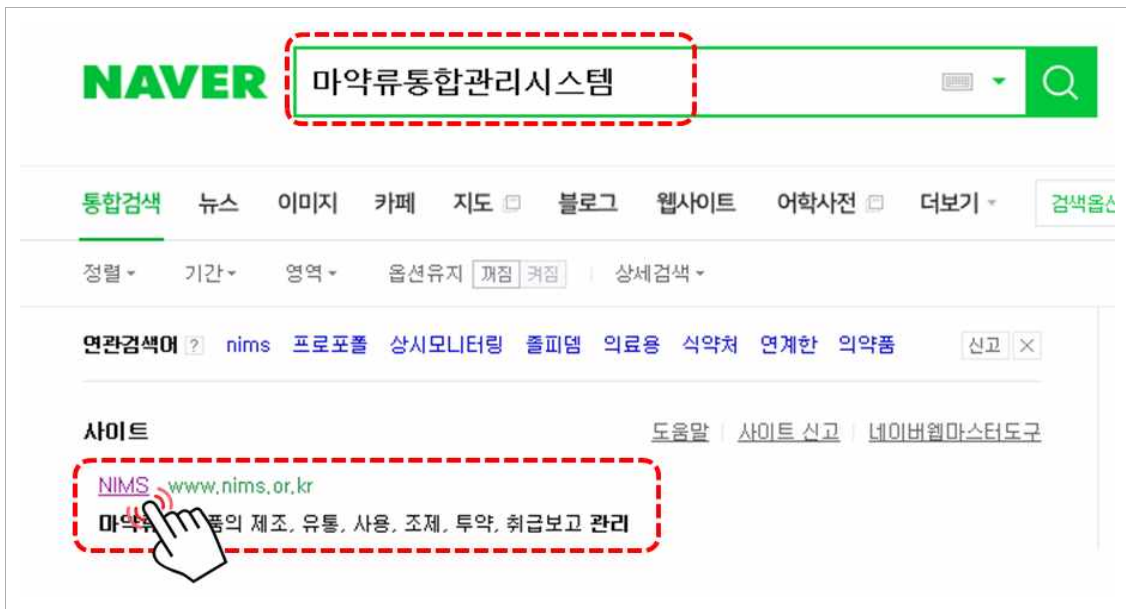 NAVER 마약류통합관리시스템
통합검색 뉴스 이미지 카페 지도 블로그 웹사이트 어학사전 더보기 검색옵션
정렬 기간 영역 옵션유지 꺼짐 켜짐 상세검색
연관검색어 ? nims 프로포폴 상시모니터링 졸피뎀 의료용 식약처 연계한 의약품 신고
사이트 도움말 사이트 신고 네이버웹마스터도구
NIMS www.nims.or.kr
마약류 품의 제조, 유통, 사용, 조제, 투약, 취급보고 관리